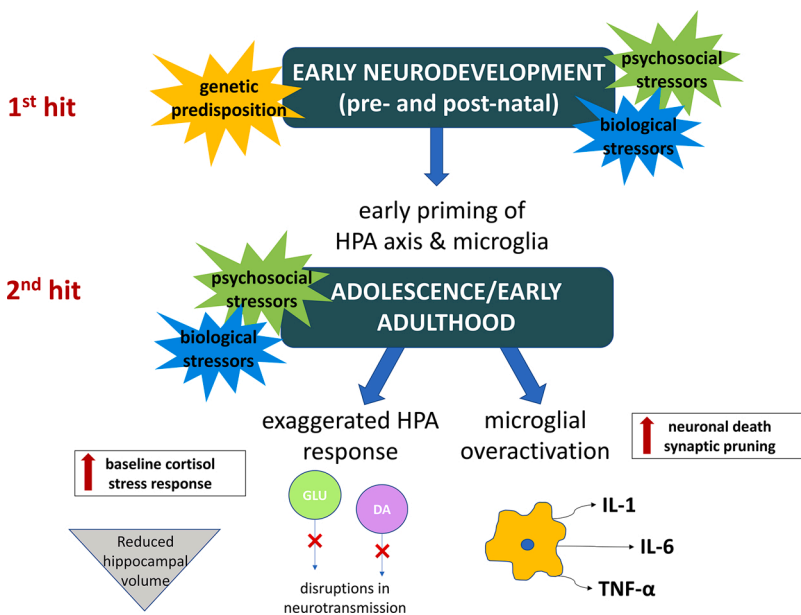 1st hit
genetic
predisposition
EARLY NEURODEVELOPMENT
(pre- and post-natal)
psychosocial
stressors
biological
stressors
early priming of
HPA axis & microglia
2nd hit
psychosocial
stressors
biological
stressors
ADOLESCENCE/EARLY
ADULTHOOD
exaggerated HPA
response
microglial
overactivation
neuronal death
synaptic pruning
baseline cortisol
stress response
GLU
DA
Reduced
hippocampal
volume
disruptions in
neurotransmission
IL-1
IL-6
TNF-α